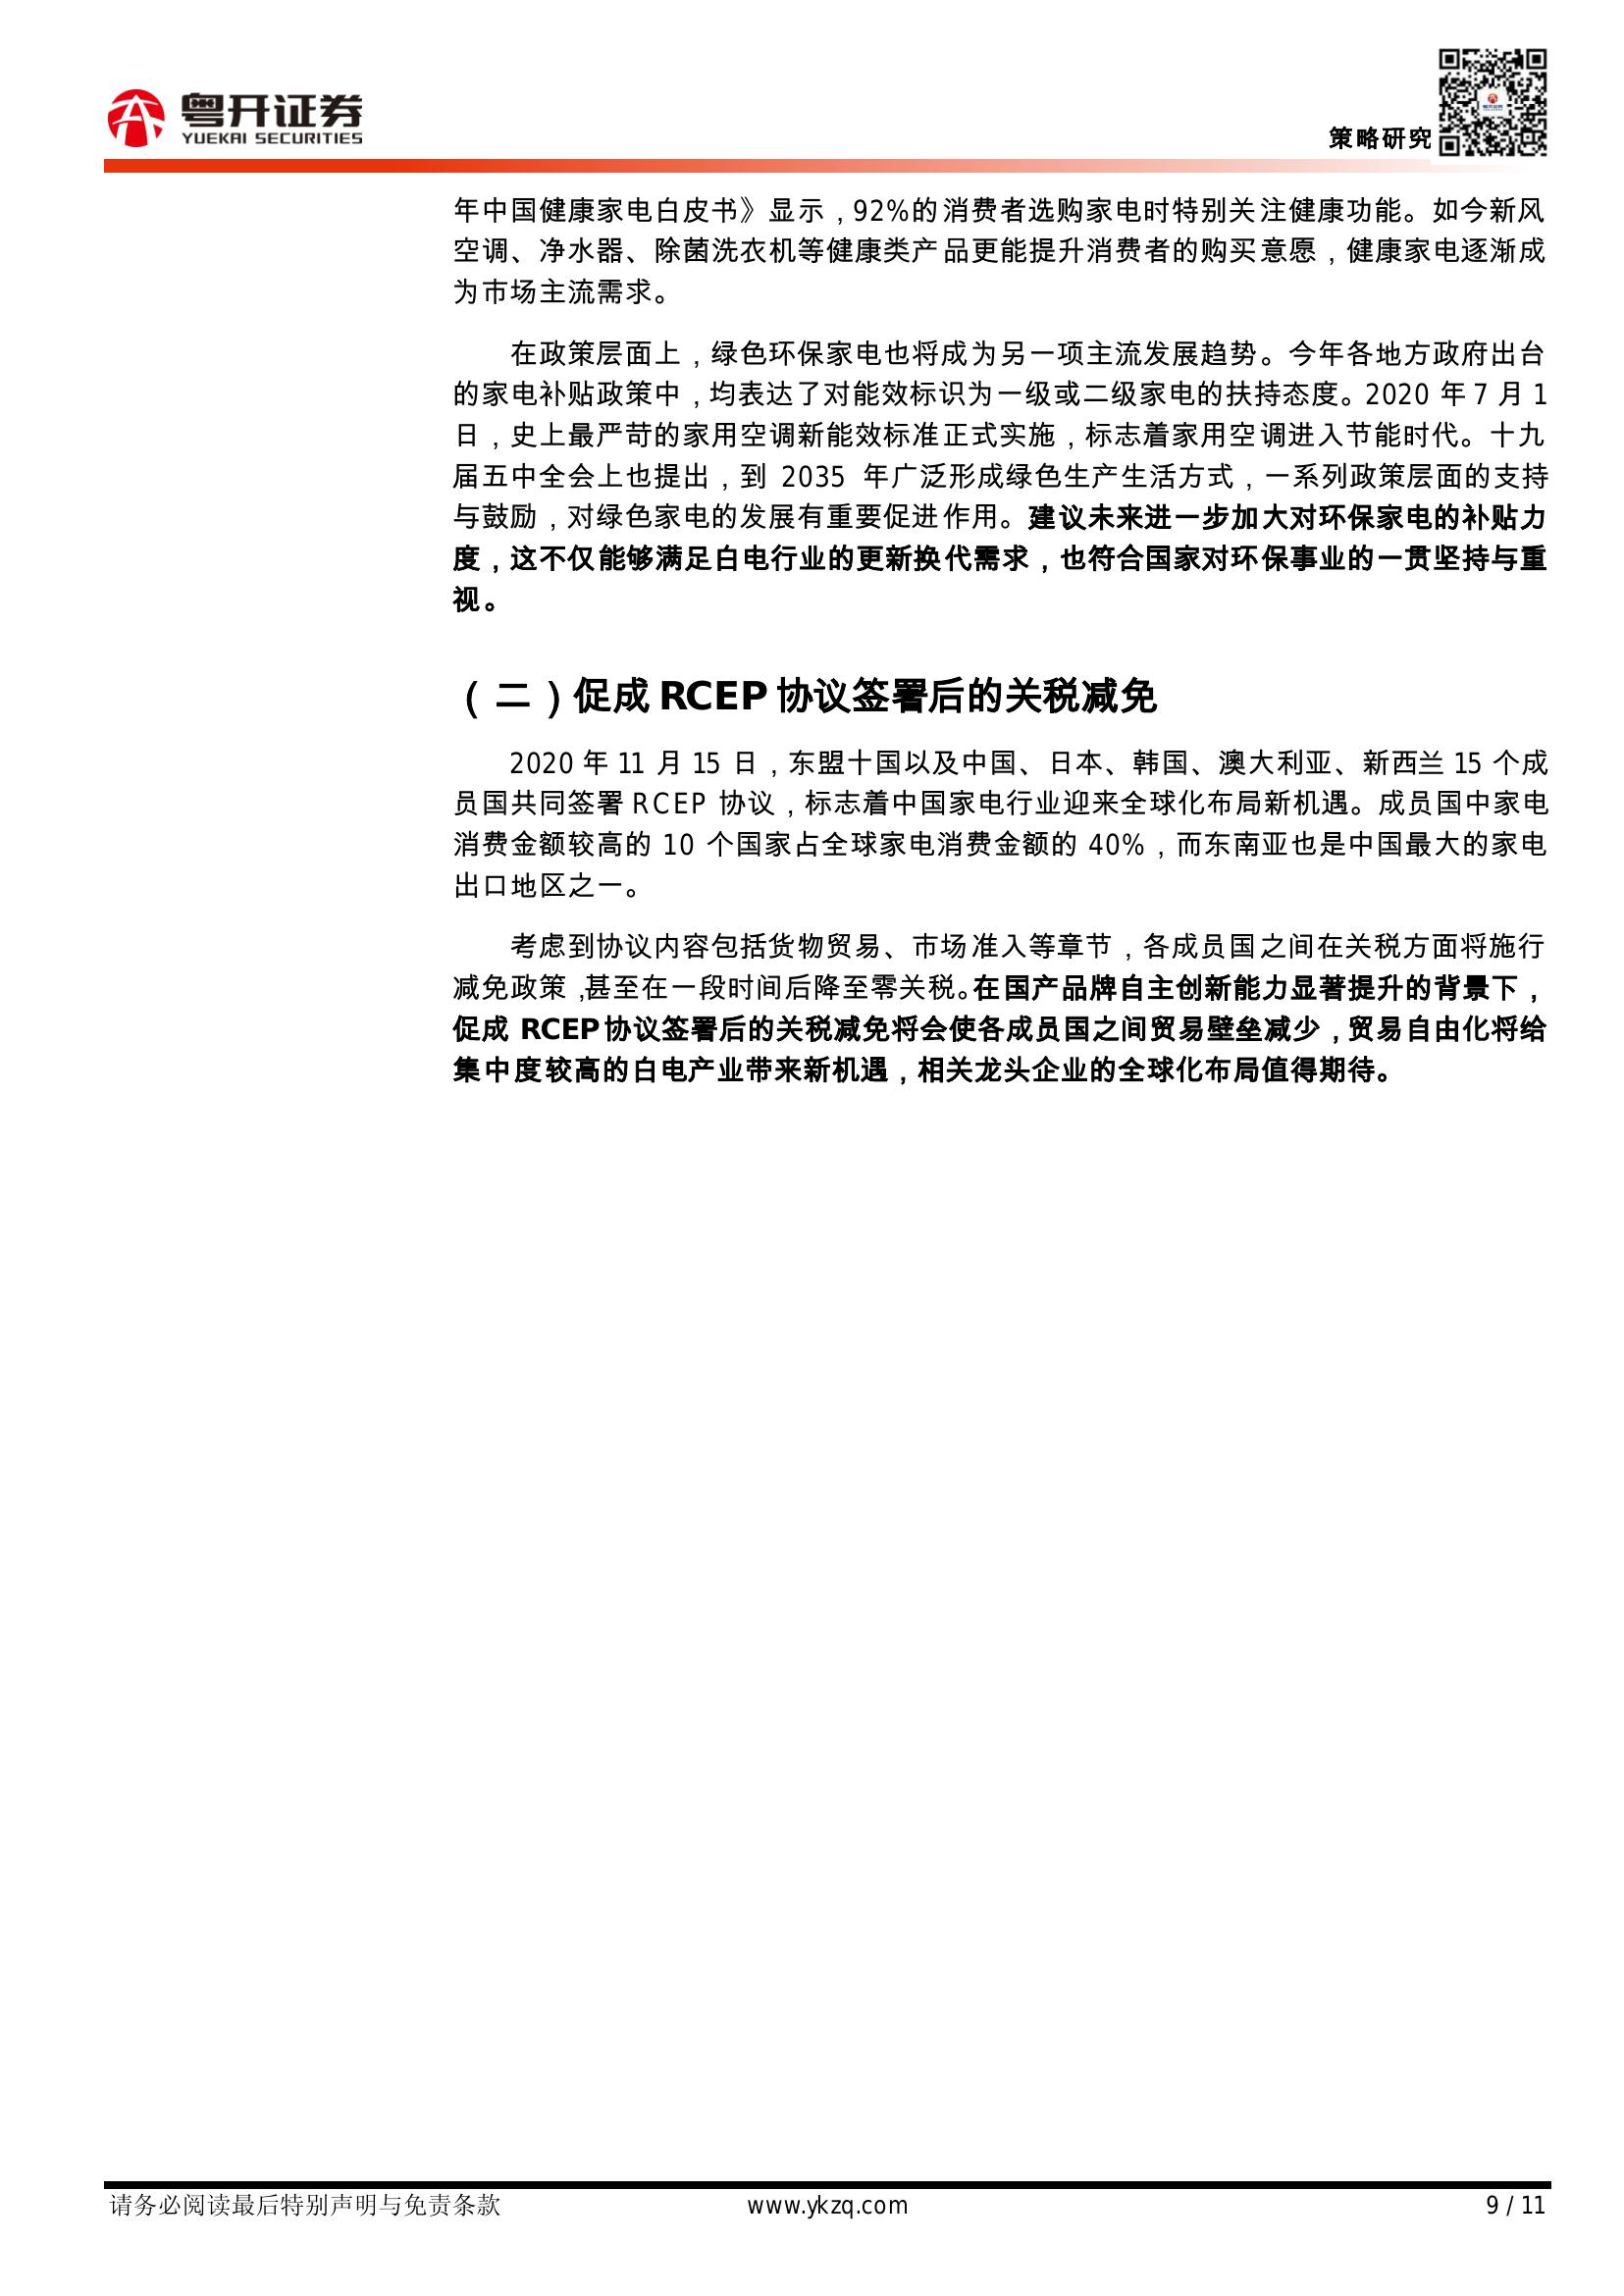 粤开证券
YUEKAI SECURITIES
策略研究
年中国健康家电白皮书》显示，92%的消费者选购家电时特别关注健康功能。如今新风
空调、净水器、除菌洗衣机等健康类产品更能提升消费者的购买意愿，健康家电逐渐成
为市场主流需求。
在政策层面上，绿色环保家电也将成为另一项主流发展趋势。今年各地方政府出台
的家电补贴政策中，均表达了对能效标识为一级或二级家电的扶持态度。2020 年 7 月 1
日，史上最严苛的家用空调新能效标准正式实施，标志着家用空调进入节能时代。十九
届五中全会上也提出，到 2035 年广泛形成绿色生产生活方式，一系列政策层面的支持
与鼓励，对绿色家电的发展有重要促进作用。建议未来进一步加大对环保家电的补贴力
度，这不仅能够满足白电行业的更新换代需求，也符合国家对环保事业的一贯坚持与重
视。
（二）促成 RCEP 协议签署后的关税减免
2020 年 11 月 15 日，东盟十国以及中国、日本、韩国、澳大利亚、新西兰 15 个成
员国共同签署 RCEP 协议，标志着中国家电行业迎来全球化布局新机遇。成员国中家电
消费金额较高的 10 个国家占全球家电消费金额的 40%，而东南亚也是中国最大的家电
出口地区之一。
考虑到协议内容包括货物贸易、市场准入等章节，各成员国之间在关税方面将施行
减免政策，甚至在一段时间后降至零关税。在国产品牌自主创新能力显著提升的背景下，
促成 RCEP 协议签署后的关税减免将会使各成员国之间贸易壁垒减少，贸易自由化将给
集中度较高的白电产业带来新机遇，相关龙头企业的全球化布局值得期待。
请务必阅读最后特别声明与免责条款
www.ykzq.com
9 / 11